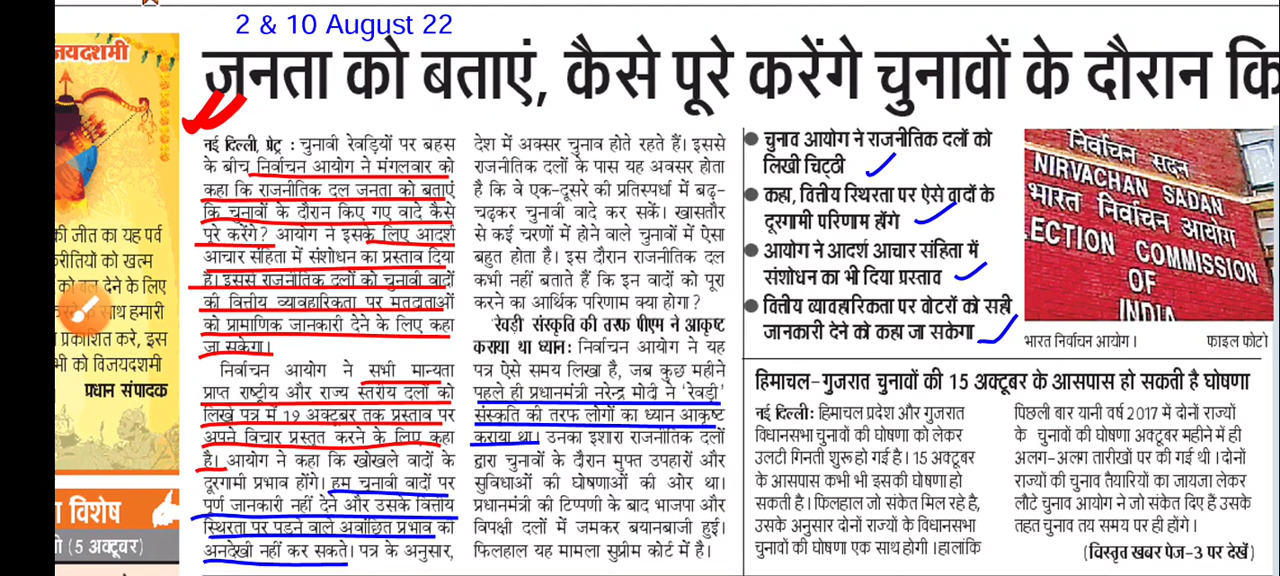 2 & 10 August 22
जयदशमी
जनता को बताएं, कैसे पूरे करेंगे चुनावों के दौरान कि
नई दिल्ली, प्रेट्र : चुनावी रेवड़ियों पर बहस
के बीच निर्वाचन आयोग ने मंगलवार को
कहा कि राजनीतिक दल जनता को बताएं
कि चुनावों के दौरान किए गए वादे कैसे
पूरे करेंगे? आयोग ने इसके लिए आदर्श
आचार संहिता में संशोधन का प्रस्ताव दिया
है। इससे राजनीतिक दलों को चुनावी वादों
की वित्तीय व्यावहारिकता पर मतदाताओं
को प्रामाणिक जानकारी देने के लिए कहा
जा सकेगा।
निर्वाचन आयोग ने सभी मान्यता
प्राप्त राष्ट्रीय और राज्य स्तरीय दलों को
लिखे पत्र में 19 अक्टूबर तक प्रस्ताव पर
अपने विचार प्रस्तुत करने के लिए कहा
है। आयोग ने कहा कि खोखले वादों के
दूरगामी प्रभाव होंगे। हम चुनावी वादों पर
पूर्ण जानकारी नहीं देने और उसके वित्तीय
स्थिरता पर पड़ने वाले अवांछित प्रभाव को
अनदेखी नहीं कर सकते। पत्र के अनुसार,
देश में अक्सर चुनाव होते रहते हैं। इससे
राजनीतिक दलों के पास यह अवसर होता
है कि वे एक-दूसरे की प्रतिस्पर्धा में बढ़-
चढ़कर चुनावी वादे कर सकें। खासतौर
से कई चरणों में होने वाले चुनावों में ऐसा
बहुत होता है। इस दौरान राजनीतिक दल
कभी नहीं बताते हैं कि इन वादों को पूरा
करने का आर्थिक परिणाम क्या होगा?
'रेवड़ी' संस्कृति की तरफ पीएम ने आकृष्ट
कराया था ध्यान: निर्वाचन आयोग ने यह
पत्र ऐसे समय लिखा है, जब कुछ महीने
पहले ही प्रधानमंत्री नरेन्द्र मोदी ने 'रेवड़ी'
संस्कृति की तरफ लोगों का ध्यान आकृष्ट
कराया था। उनका इशारा राजनीतिक दलों
द्वारा चुनावों के दौरान मुफ्त उपहारों और
सुविधाओं की घोषणाओं की ओर था।
प्रधानमंत्री की टिप्पणी के बाद भाजपा और
विपक्षी दलों में जमकर बयानबाजी हुई।
फिलहाल यह मामला सुप्रीम कोर्ट में है।
चुनाव आयोग ने राजनीतिक दलों को
लिखी चिट्ठी
कहा, वित्तीय स्थिरता पर ऐसे वादों के
दूरगामी परिणाम होंगे
आयोग ने आदर्श आचार संहिता में
संशोधन का भी दिया प्रस्ताव
वित्तीय व्यावहारिकता पर वोटरों को सही
जानकारी देने को कहा जा सकेगा
निर्वाचन सदन
NIRVACHAN SADAN
भारत निर्वाचन आयोग
ECTION COMMISSION
OF
INDIA
भारत निर्वाचन आयोग। फाइल फोटो
हिमाचल-गुजरात चुनावों की 15 अक्टूबर के आसपास हो सकती है घोषणा
नई दिल्ली: हिमाचल प्रदेश और गुजरात
विधानसभा चुनावों की घोषणा को लेकर
उलटी गिनती शुरू हो गई है। 15 अक्टूबर
के आसपास कभी भी इसकी घोषणा हो
सकती है। फिलहाल जो संकेत मिल रहे है,
उसके अनुसार दोनों राज्यों के विधानसभा
चुनावों की घोषणा एक साथ होगी। हालांकि
पिछली बार यानी वर्ष 2017 में दोनों राज्यों
के चुनावों की घोषणा अक्टूबर महीने में ही
अलग-अलग तारीखों पर की गई थी। दोनों
राज्यों की चुनाव तैयारियों का जायजा लेकर
लौटे चुनाव आयोग ने जो संकेत दिए हैं उसके
तहत चुनाव तय समय पर ही होंगे।
(विस्तृत खबर पेज-3 पर देखें)
की जीत का यह पर्व
रीतियों को खत्म
को देने के लिए
के साथ हमारी
प्रकाशित करे, इस
भी को विजयदशमी
प्रधान संपादक
विशेष
(5 अक्टूबर)